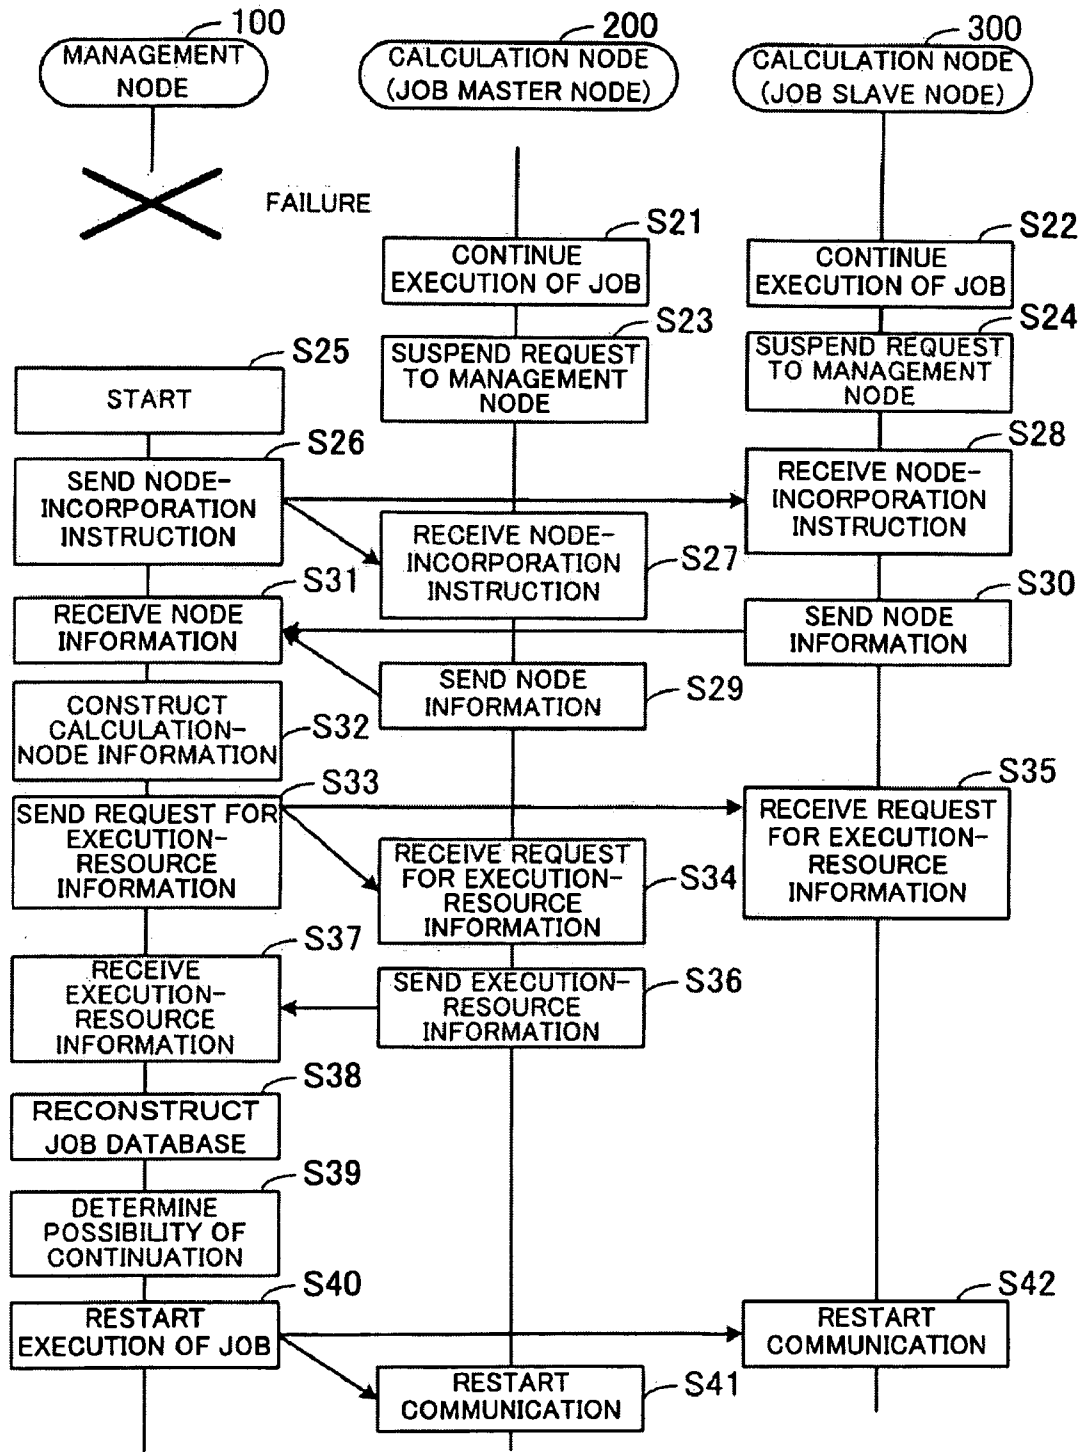 100
MANAGEMENT
NODE
200
CALCULATION NODE
(JOB MASTER NODE)
300
CALCULATION NODE
(JOB SLAVE NODE)
FAILURE
S21
CONTINUE
EXECUTION OF JOB
S22
CONTINUE
EXECUTION OF JOB
S23
SUSPEND REQUEST
TO MANAGEMENT
NODE
S24
SUSPEND REQUEST
TO MANAGEMENT
NODE
S25
START
S26
SEND NODE-
INCORPORATION
INSTRUCTION
S28
RECEIVE NODE-
INCORPORATION
INSTRUCTION
RECEIVE NODE-
INCORPORATION
INSTRUCTION
S27
S31
RECEIVE NODE
INFORMATION
S30
SEND NODE
INFORMATION
SEND NODE
INFORMATION
S29
CONSTRUCT
CALCULATION-
NODE INFORMATION
S32
S33
SEND REQUEST FOR
EXECUTION-
RESOURCE
INFORMATION
S35
RECEIVE REQUEST
FOR EXECUTION-
RESOURCE
INFORMATION
RECEIVE REQUEST
FOR EXECUTION-
RESOURCE
INFORMATION
S34
S37
RECEIVE
EXECUTION-
RESOURCE
INFORMATION
SEND EXECUTION-
RESOURCE
INFORMATION
S36
S38
RECONSTRUCT
JOB DATABASE
S39
DETERMINE
POSSIBILITY OF
CONTINUATION
S40
RESTART
EXECUTION OF JOB
S42
RESTART
COMMUNICATION
RESTART
COMMUNICATION
S41